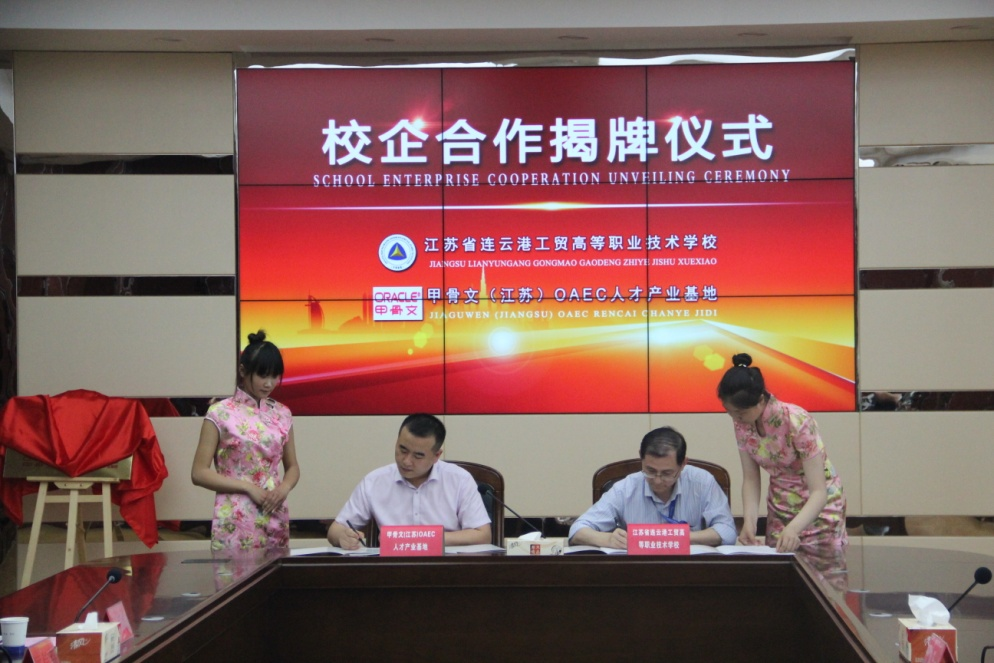 校企合作揭牌仪式
SCHOOL ENTERPRISE COOPERATION UNVEILING CEREMONY
江苏省连云港工贸高等职业技术学校
JIANGSU LIANYUNGANG GONGMAO GAODENG ZHIYE JISHU XUEXIAO
ORACLE
甲骨文
甲骨文（江苏）OAEC人才产业基地
JIAGUWEN (JIANGSU) OAEC RENCAI CHANYE JIDI
甲骨文(江苏)OAEC
人才产业基地
江苏省连云港工贸高
等职业技术学校